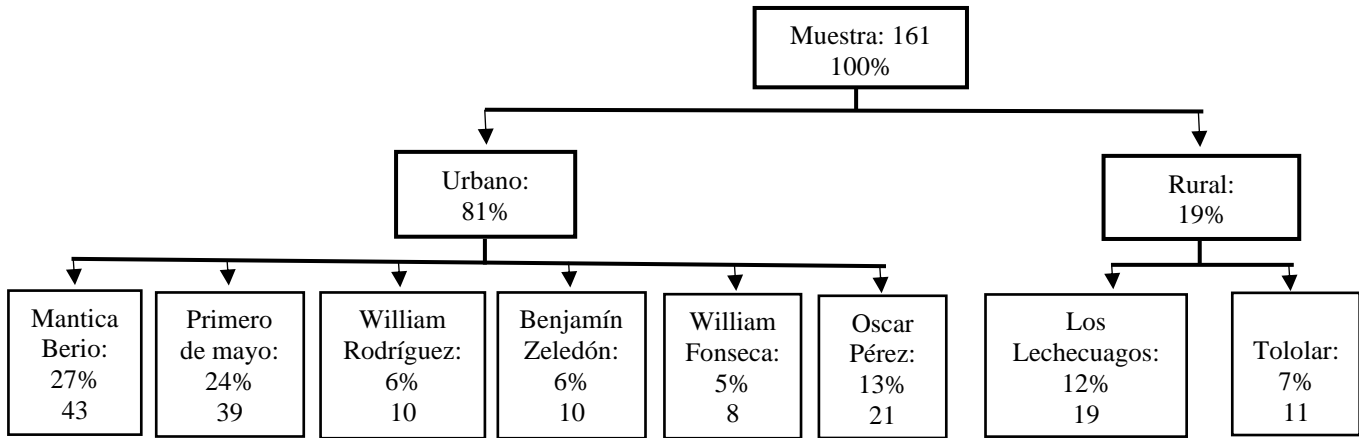 Muestra: 161
100%
Urbano:
81%
Rural:
19%
Mantica
Berio:
27%
43
Primero
de mayo:
24%
39
William
Rodríguez:
6%
10
Benjamín
Zeledón:
6%
10
William
Fonseca:
5%
8
Oscar
Pérez:
13%
21
Los
Lechecuagos:
12%
19
Tololar:
7%
11